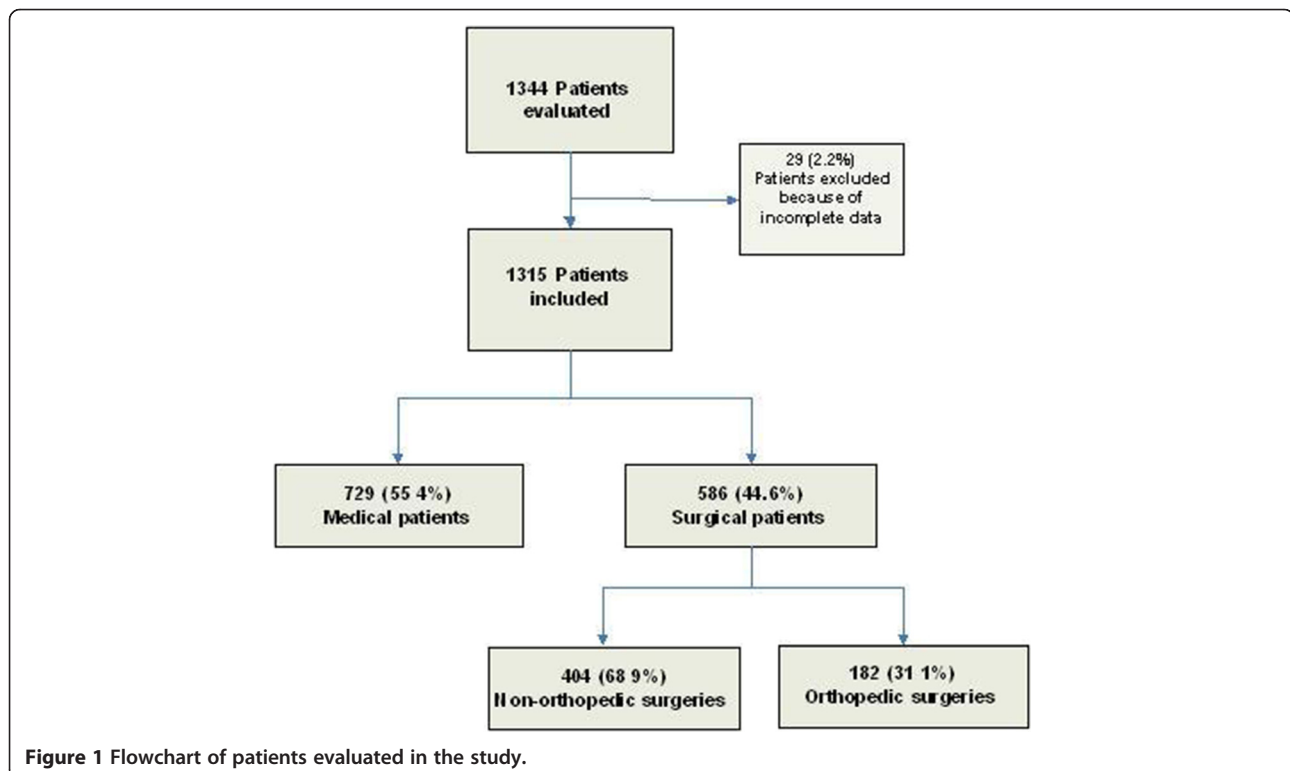 1344 Patients
evaluated
29 (2.2%)
Patients excluded
because of
incomplete data
1315 Patients
included
729 (55 4%)
Medical patients
586 (44.6%)
Surgical patients
404 (68 9%)
Non-orthopedic surgeries
182 (31 1%)
Orthopedic surgeries
Figure 1 Flowchart of patients evaluated in the study.